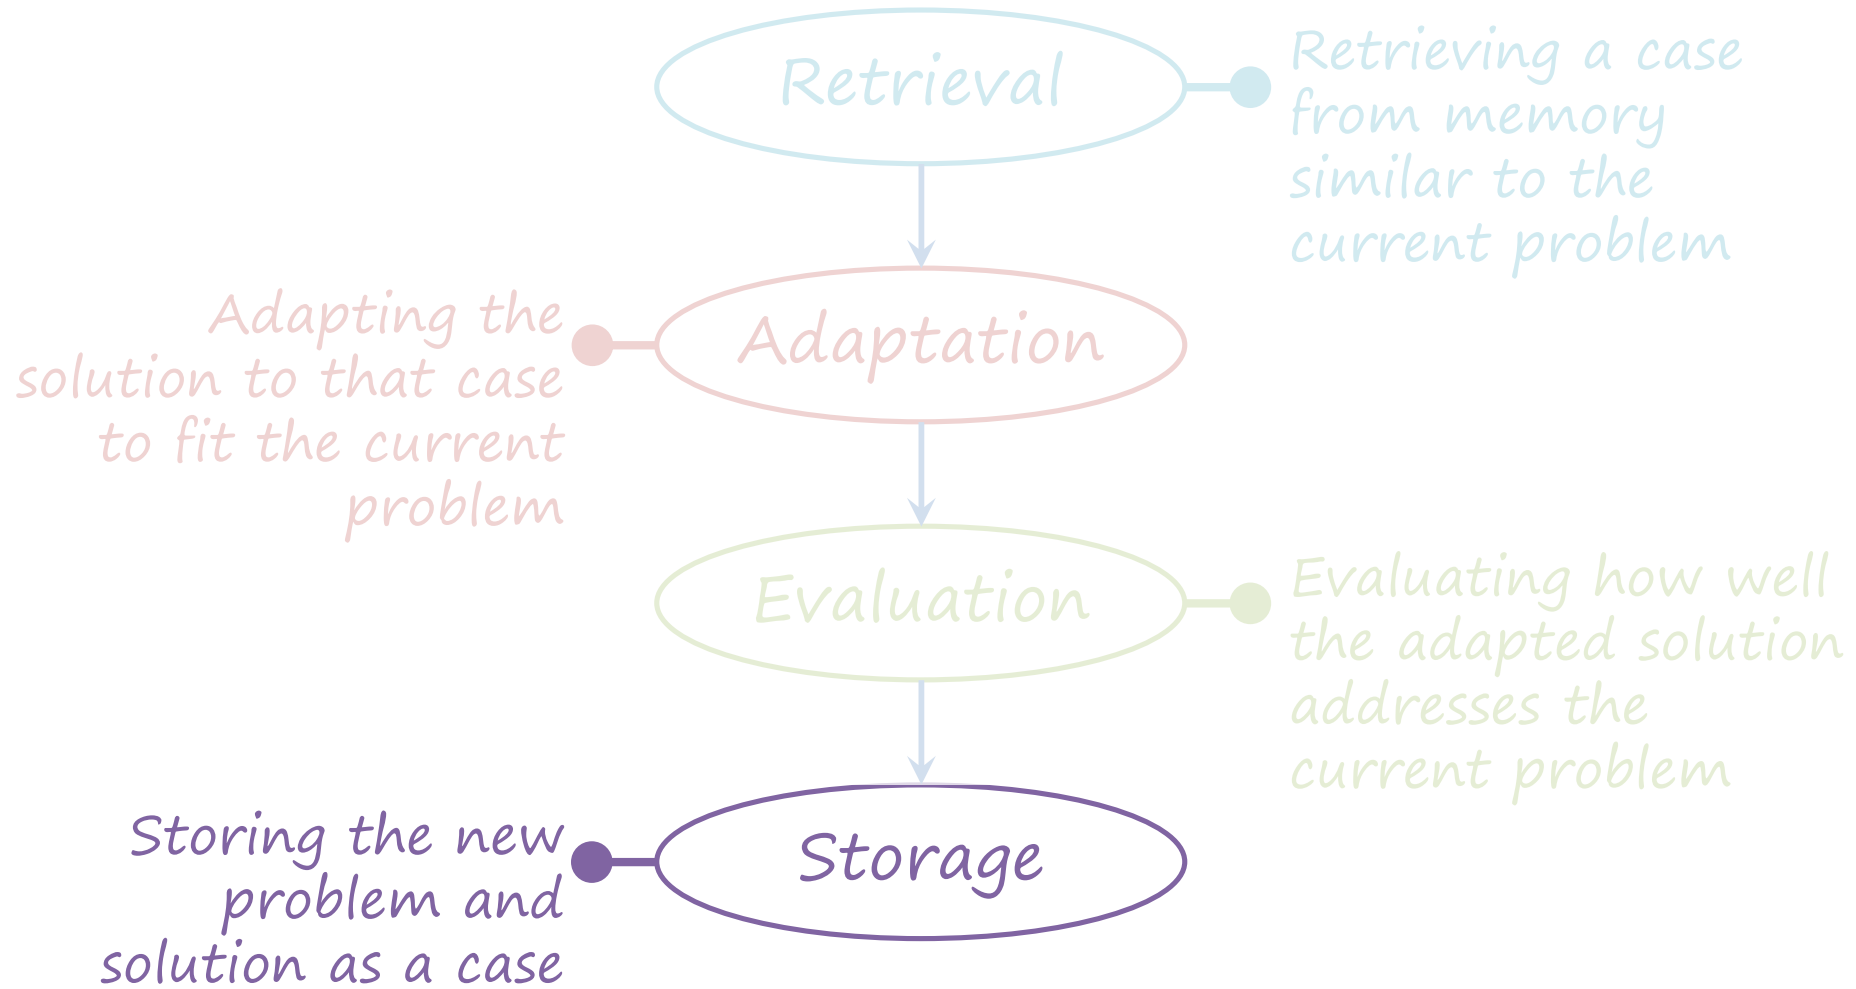 Retrieval
Retrieving a case
from memory
similar to the
current problem
Adapting the
solution to that case
to fit the current
problem
Adaptation
Evaluation
Evaluating how well
the adapted solution
addresses the
current problem
Storing the new
problem and
solution as a case
Storage